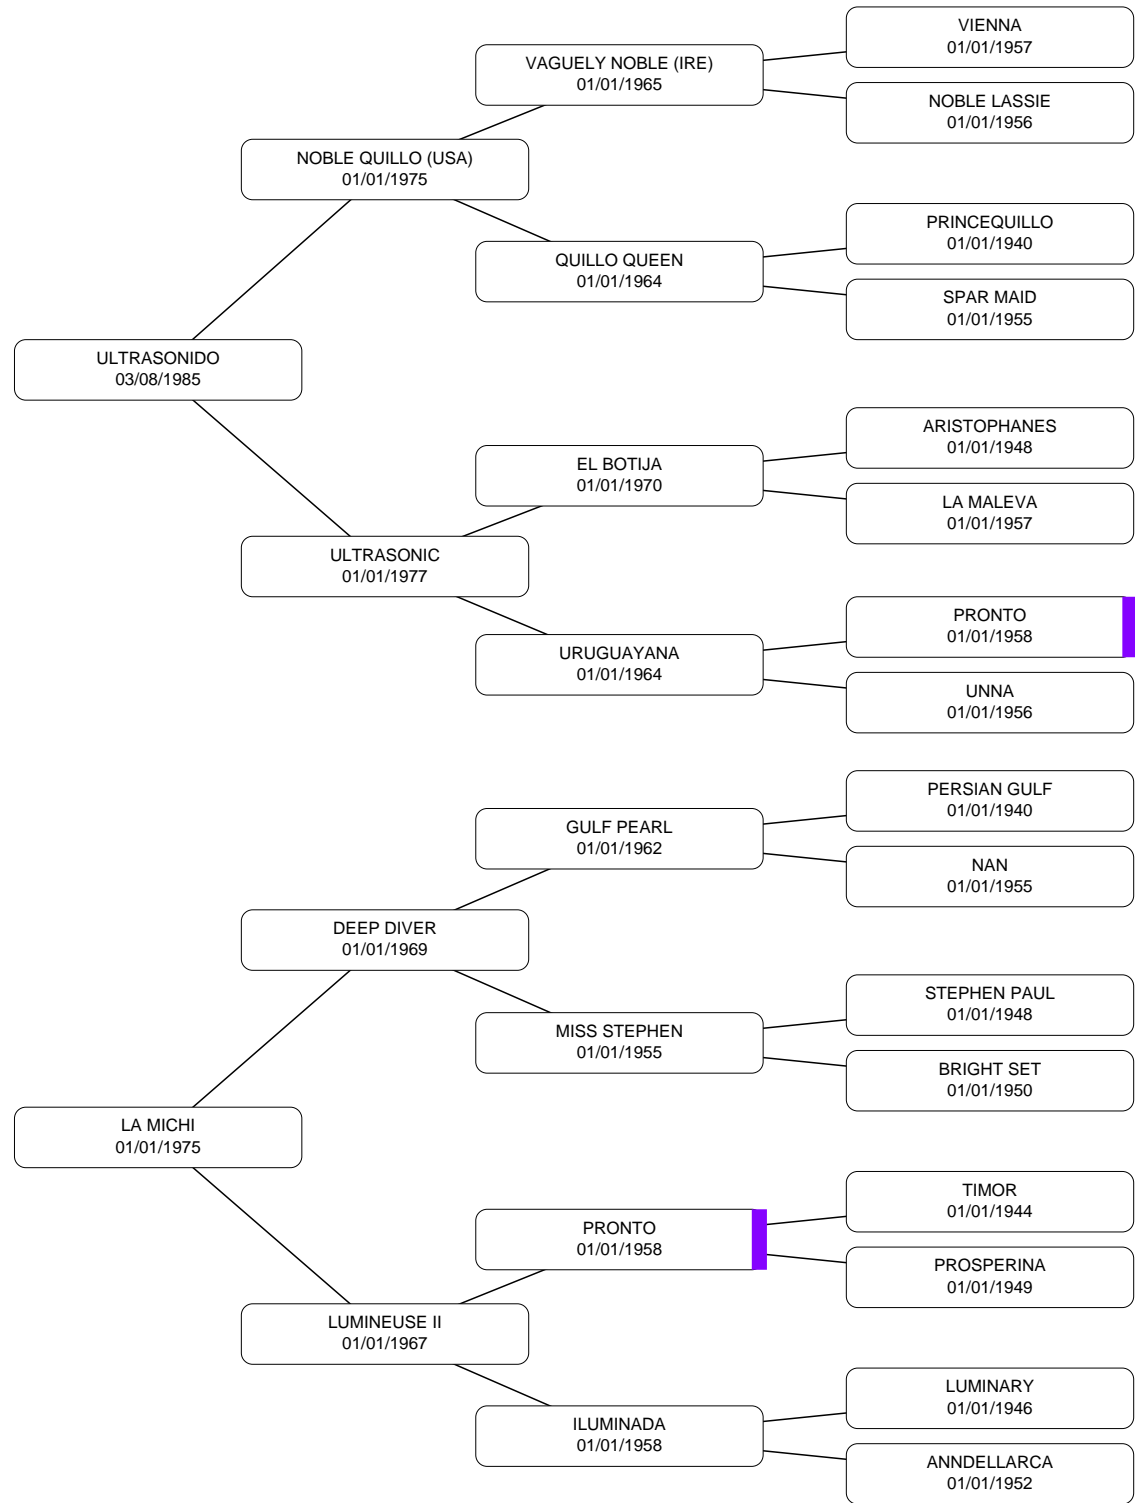 VIENNA
01/01/1957
VAGUELY NOBLE (IRE)
01/01/1965
NOBLE LASSIE
01/01/1956
NOBLE QUILLO (USA)
01/01/1975
PRINCEQUILLO
01/01/1940
QUILLO QUEEN
01/01/1964
SPAR MAID
01/01/1955
ULTRASONIDO
03/08/1985
ARISTOPHANES
01/01/1948
EL BOTIJA
01/01/1970
LA MALEVA
01/01/1957
ULTRASONIC
01/01/1977
PRONTO
01/01/1958
URUGUAYANA
01/01/1964
UNNA
01/01/1956
PERSIAN GULF
01/01/1940
GULF PEARL
01/01/1962
NAN
01/01/1955
DEEP DIVER
01/01/1969
STEPHEN PAUL
01/01/1948
MISS STEPHEN
01/01/1955
BRIGHT SET
01/01/1950
LA MICHI
01/01/1975
TIMOR
01/01/1944
PRONTO
01/01/1958
PROSPERINA
01/01/1949
LUMINEUSE II
01/01/1967
LUMINARY
01/01/1946
ILUMINADA
01/01/1958
ANNDELLARCA
01/01/1952